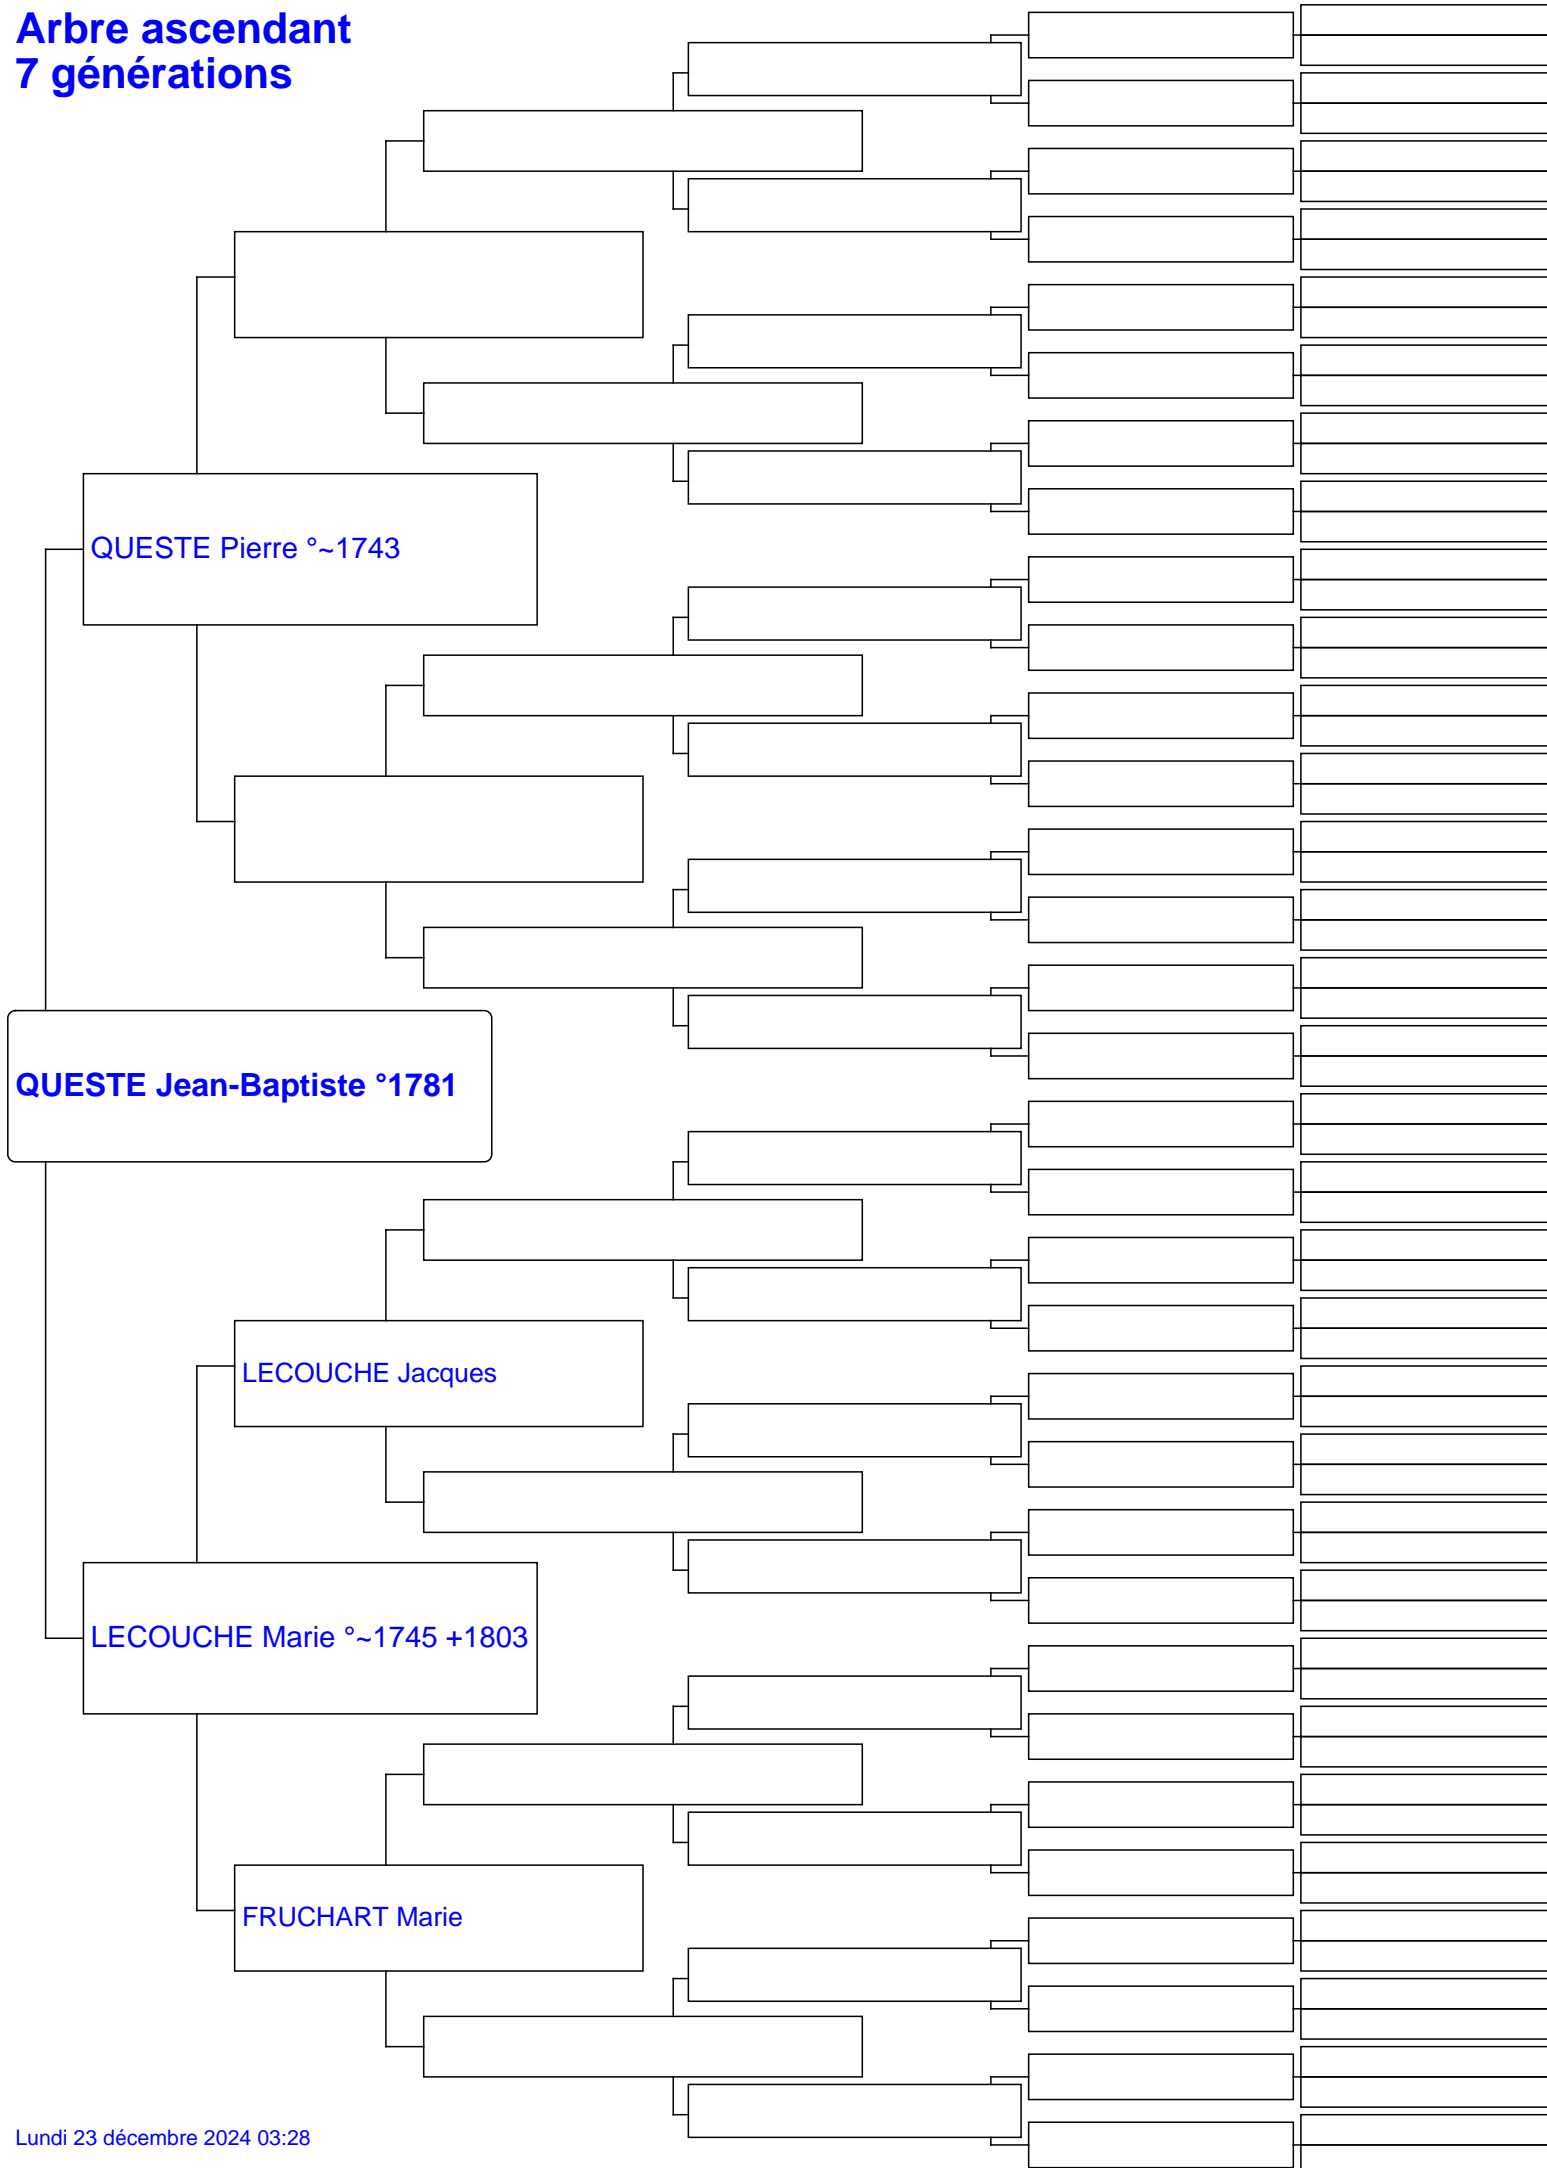 Arbre ascendant
7 générations
QUESTE Pierre °~1743
QUESTE Jean-Baptiste °1781
LECOUCHE Jacques
LECOUCHE Marie °~1745 +1803
FRUCHART Marie
Lundi 23 décembre 2024 03:28